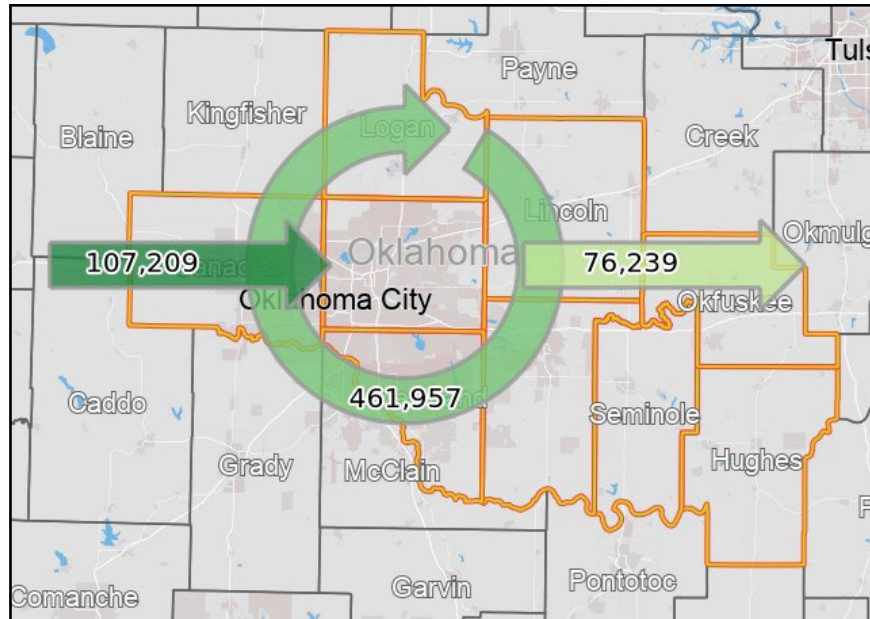 Tuls
Payne
Kingfisher
Logan
Blaine
Creek
Lincoln
Okmulg
107,209
Oklahoma
76,239
Oklahoma City
Okfuskee
461,957
Caddo
Seminole
Grady
McClain
Hughes
P
Garvin
Pontotoc
Comanche